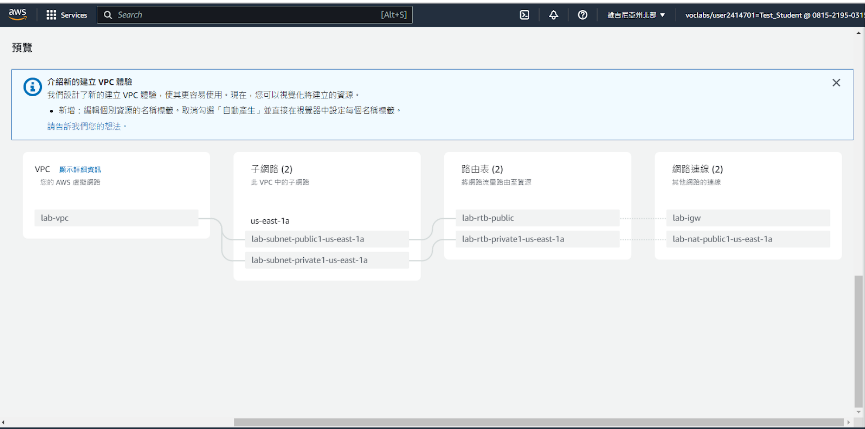 aws
Services
Search
[Alt+S]
維吉尼亞州北部 ▼
voclabs/user2414701=Test_Student @ 0815-2195-031
預覽
介紹新的建立 VPC 體驗
我們設計了新的建立 VPC 體驗，使其更容易使用。現在，您可以視覺化將建立的資源。
• 新增：編輯個別資源的名稱標籤。取消勾選「自動產生」並直接在視覺器中設定每個名稱標籤。
請告訴我們您的想法。
VPC 顯示詳細資訊
您的 AWS 虛擬網路
lab-vpc
子網路 (2)
此 VPC 中的子網路
us-east-1a
lab-subnet-public1-us-east-1a
lab-subnet-private1-us-east-1a
路由表 (2)
將網路流量路由至資源
lab-rtb-public
lab-rtb-private1-us-east-1a
網路連線 (2)
其他網路的連線
lab-igw
lab-nat-public1-us-east-1a